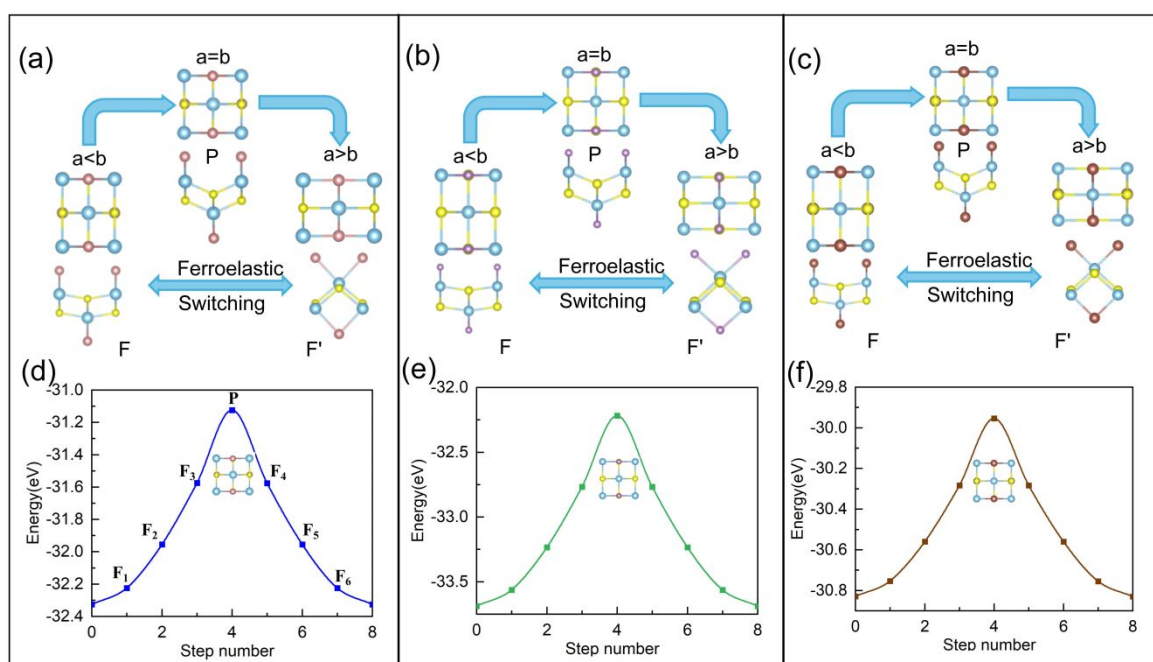 (a)
a=b
a<b
P
a>b
Ferroelastic
Switching
F
F'
(b)
a=b
a<b
P
a>b
Ferroelastic
Switching
F
F'
(c)
a=b
a<b
P
a>b
Ferroelastic
Switching
F
F'
(d)
Energy(eV)
-31.0
-31.2
-31.4
-31.6
-31.8
-32.0
-32.2
-32.4
P
F3
F4
F2
F5
F1
F6
0 2 4 6 8
Step number
(e)
Energy(eV)
-32.0
-32.5
-33.0
-33.5
0 2 4 6 8
Step number
(f)
Energy(eV)
-29.8
-30.0
-30.2
-30.4
-30.6
-30.8
0 2 4 6 8
Step number